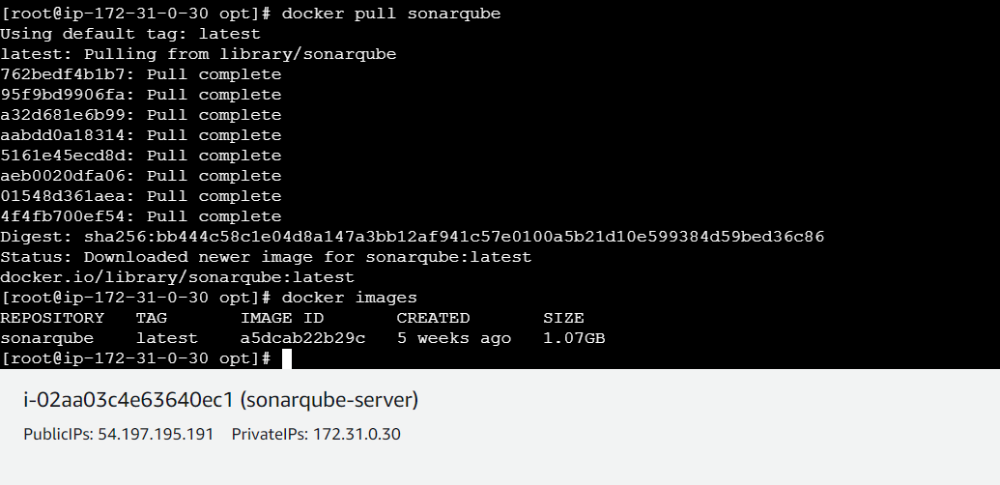 [root@ip-172-31-0-30 opt]# docker pull sonarqube
Using default tag: latest
latest: Pulling from library/sonarqube
762bedf4b1b7: Pull complete
95f9bd9906fa: Pull complete
a32d681e6b99: Pull complete
aabdd0a18314: Pull complete
5161e45ecd8d: Pull complete
aeb0020dfa06: Pull complete
01548d361aea: Pull complete
4f4fb700ef54: Pull complete
Digest: sha256:bb444c58c1e04d8a147a3bb12af941c57e0100a5b21d10e599384d59bed36c86
Status: Downloaded newer image for sonarqube:latest
docker.io/library/sonarqube:latest
[root@ip-172-31-0-30 opt]# docker images
REPOSITORY   TAG       IMAGE ID       CREATED       SIZE
sonarqube    latest    a5dcab22b29c   5 weeks ago   1.07GB
[root@ip-172-31-0-30 opt]#
i-02aa03c4e63640ec1 (sonarqube-server)
PublicIPs: 54.197.195.191 PrivateIPs: 172.31.0.30